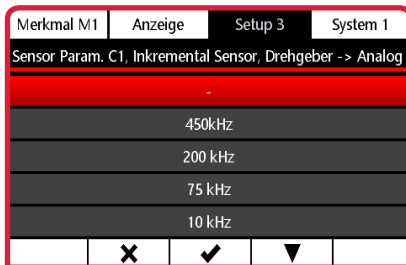 Merkmal M1 Anzeige Setup 3 System 1
Sensor Param. C1, Inkremental Sensor, Drehgeber -> Analog
-
450kHz
200 kHz
75 kHz
10 kHz